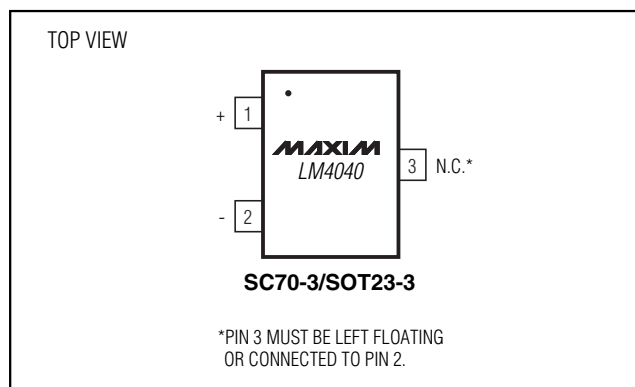 TOP VIEW
+ 1
MAXIM
LM4040
3 N.C.*
- 2
SC70-3/SOT23-3
*PIN 3 MUST BE LEFT FLOATING
OR CONNECTED TO PIN 2.